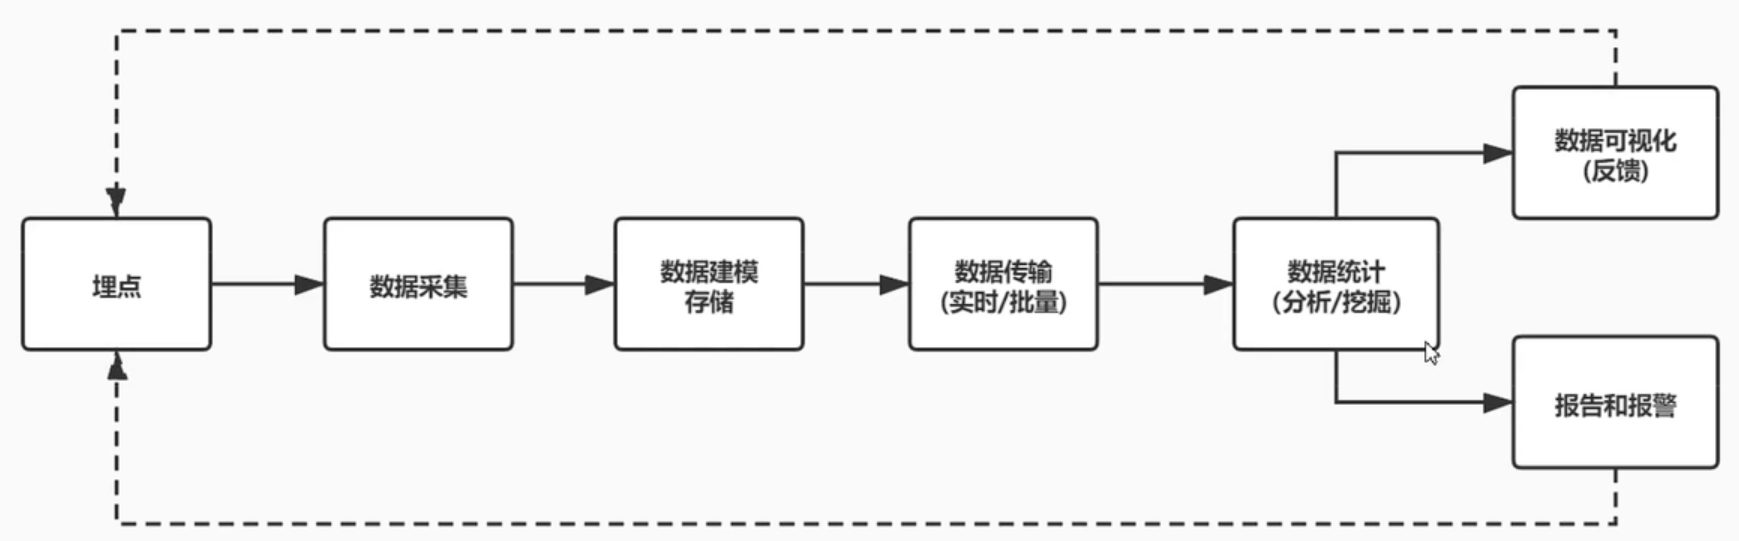 埋点
数据采集
数据建模
存储
数据传输
(实时/批量)
数据统计
(分析/挖掘)
数据可视化
(反馈)
报告和报警